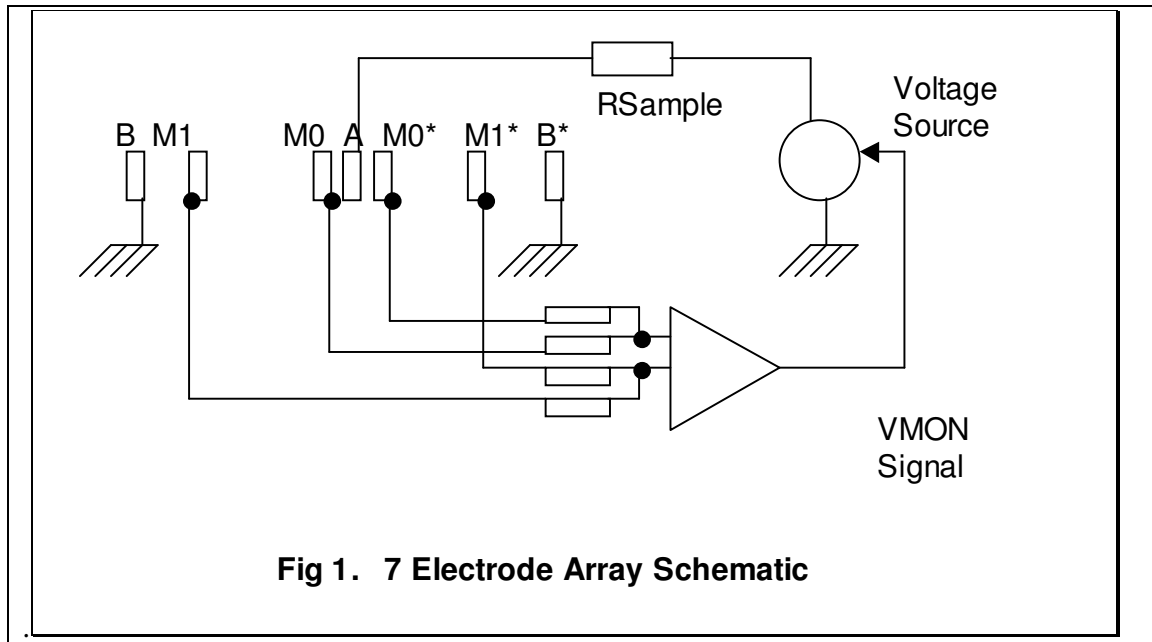 RSample
Voltage
Source
B M1 M0 A M0* M1* B*
VMON
Signal
Fig 1. 7 Electrode Array Schematic